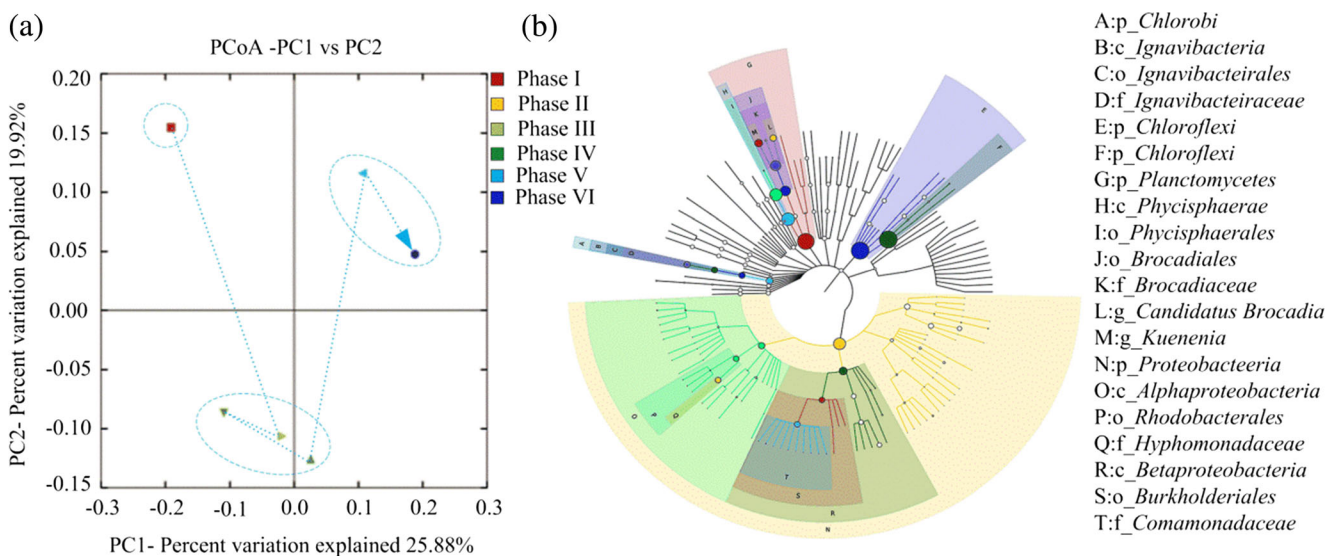 (a)
PCoA -PC1 vs PC2
0.20
0.15
0.10
0.05
0.00
-0.05
-0.10
-0.15
-0.3
-0.2
-0.1
0.0
0.1
0.2
0.3
PC2- Percent variation explained 19.92%
PC1- Percent variation explained 25.88%
Phase I
Phase II
Phase III
Phase IV
Phase V
Phase VI
(b)
G
H
I
J
K
L
M
E
F
A
B
C
D
O
P
Q
T
S
R
N
A:p_Chlorobi
B:c_Ignavibacteria
C:o_Ignavibacteirales
D:f_Ignavibacteiraceae
E:p_Chloroflexi
F:p_Chloroflexi
G:p_Planctomycetes
H:c_Phycisphaerae
I:o_Phycisphaerales
J:o_Brocadiales
K:f_Brocadiaceae
L:g_Candidatus Brocadia
M:g_Kuenenia
N:p_Proteobacteeria
O:c_Alphaproteobacteria
P:o_Rhodobacterales
Q:f_Hyphomonadaceae
R:c_Betaproteobacteria
S:o_Burkholderiales
T:f_Comamonadaceae